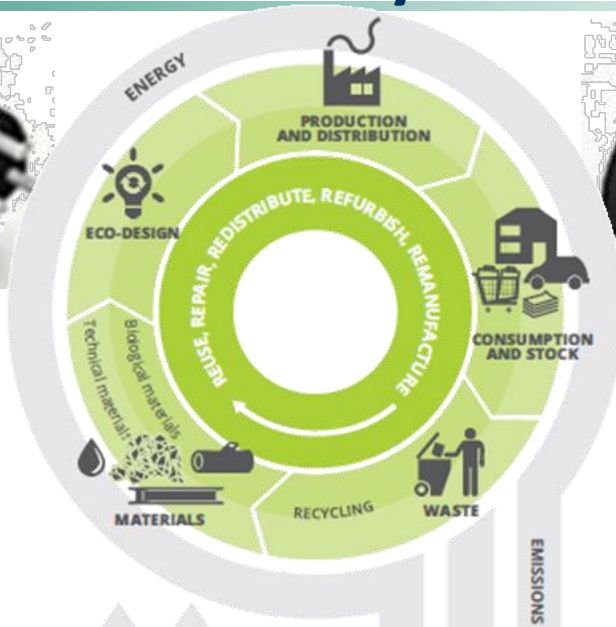 ENERGY
PRODUCTION
AND DISTRIBUTION
ECO-DESIGN
REUSE, REPAIR, REDISTRIBUTE, REFURBISH, REMANUFACTURE
CONSUMPTION
AND STOCK
Biological materials
Technical materials
MATERIALS
RECYCLING
WASTE
EMISSIONS